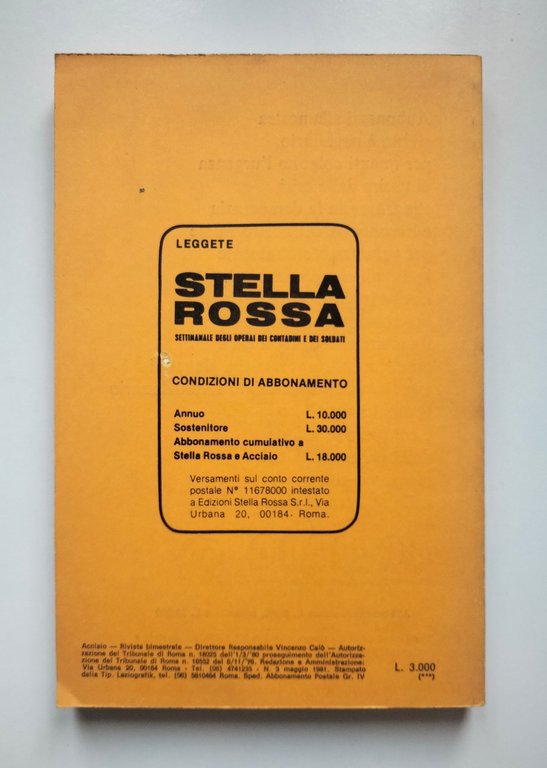 LEGGETE
STELLA
ROSSA
SETTIMANALE DEGLI OPERAI DEI CONTADINI E DEI SOLDATI
CONDIZIONI DI ABBONAMENTO
Annuo L. 10.000
Sostenitore L. 30.000
Abbonamento cumulativo a
Stella Rossa e Acciaio L. 18.000
Versamenti sul conto corrente
postale N° 11678000 intestato
a Edizioni Stella Rossa S.r.l., Via
Urbana 20, 00184 - Roma.
Acciaio — Rivista bimestrale — Direttore Responsabile Vincenzo Calò — Autoriz-
zazione del Tribunale di Roma n. 18025 dell'1/3/'80 proseguimento dell'Autorizza-
zione del Tribunale di Roma n. 16552 del 8/11/'76. Redazione e Amministrazione:
Via Urbana 20, 00184 Roma - Tel. (06) 4741235 - N. 3 maggio 1981. Stampato
dalla Tip. Laziografik, tel. (06) 5810464 Roma. Sped. Abbonamento Postale Gr. IV
L. 3.000
(***)